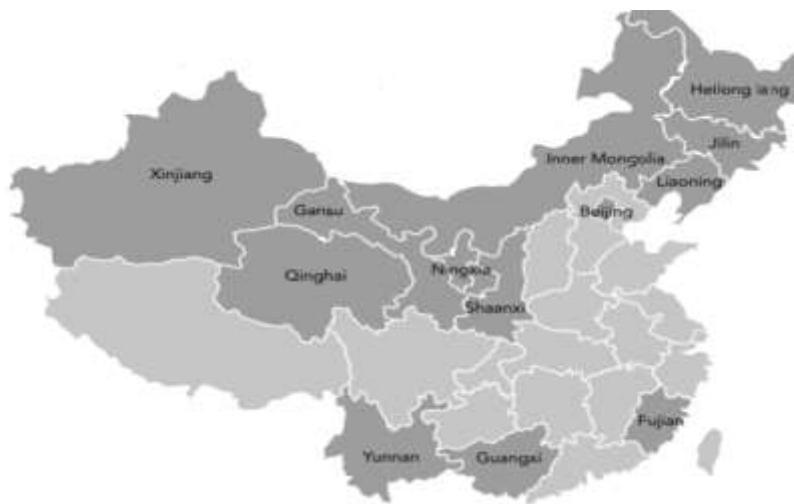 Heilong iang
Jilin
Inner Mongolia
Liaoning
Xinjiang
Gansu
Beijing
Qinghai
Ningxia
Shaanxi
Fujian
Yunnan
Guangxi